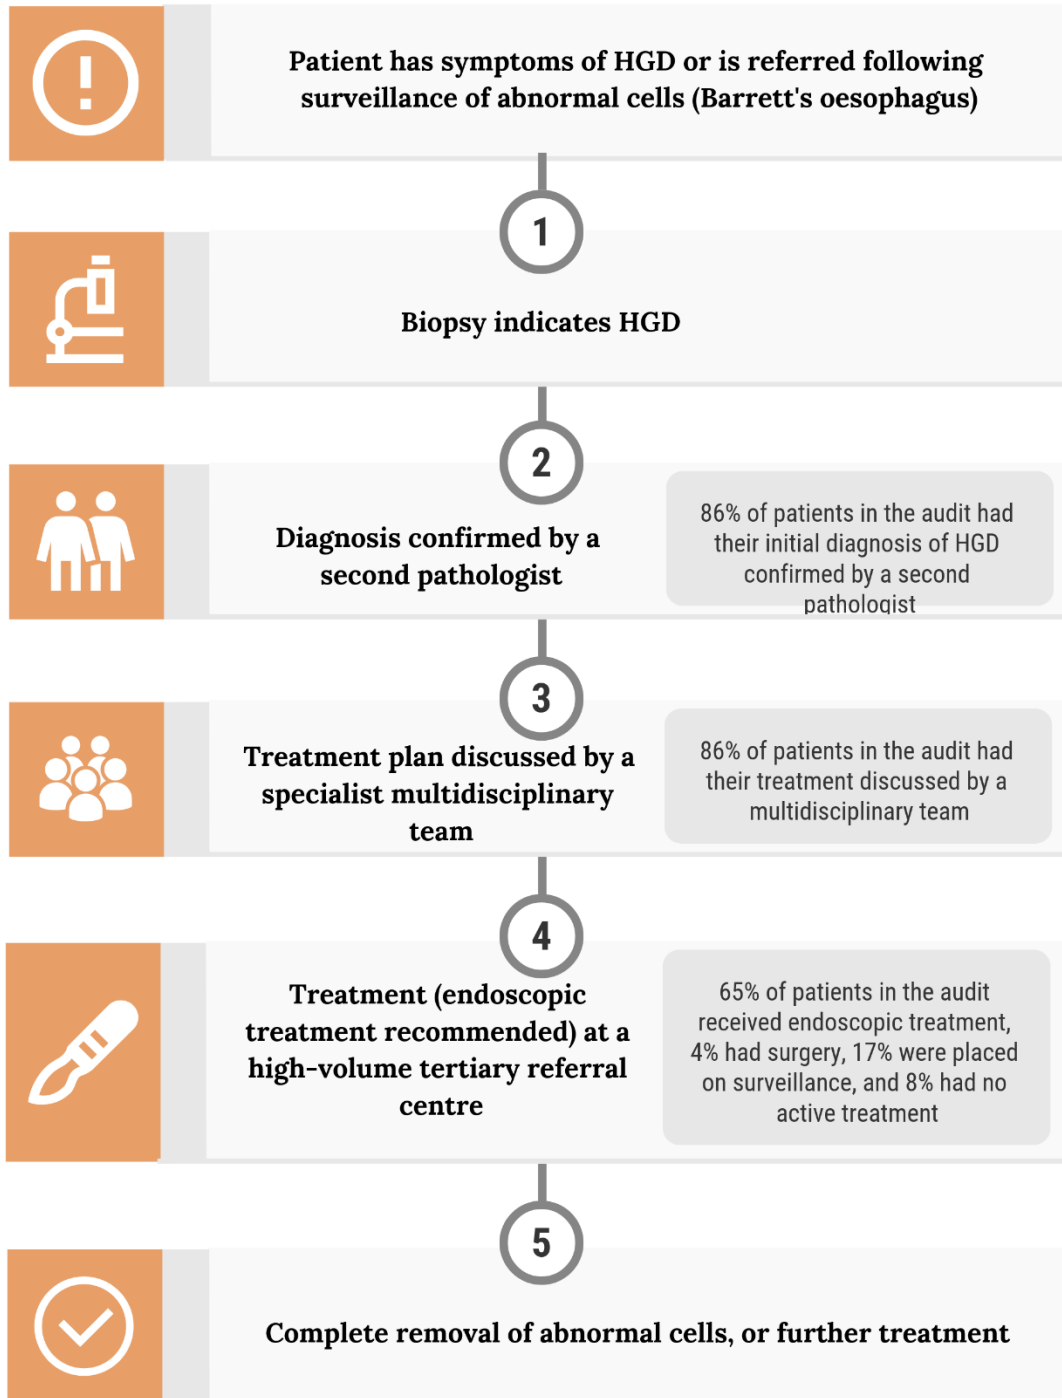 Patient has symptoms of HGD or is referred following
surveillance of abnormal cells (Barrett's oesophagus)
1
Biopsy indicates HGD
2
Diagnosis confirmed by a
second pathologist
86% of patients in the audit had
their initial diagnosis of HGD
confirmed by a second
pathologist
3
Treatment plan discussed by a
specialist multidisciplinary
team
86% of patients in the audit had
their treatment discussed by a
multidisciplinary team
4
Treatment (endoscopic
treatment recommended) at a
high-volume tertiary referral
centre
65% of patients in the audit
received endoscopic treatment,
4% had surgery, 17% were placed
on surveillance, and 8% had no
active treatment
5
Complete removal of abnormal cells, or further treatment